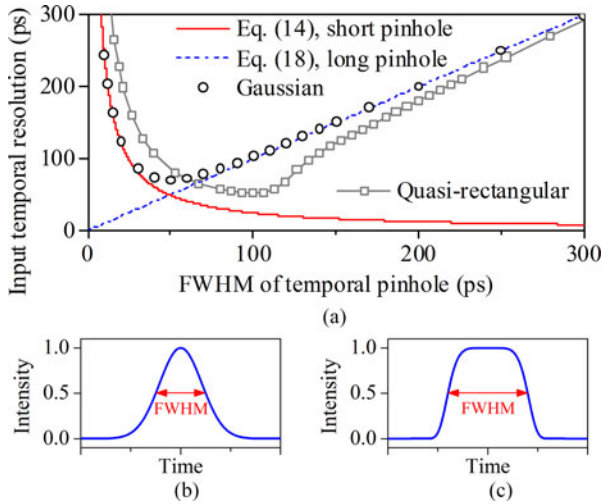 300
200
100
0
Input temporal resolution (ps)
Eq. (14), short pinhole
Eq. (18), long pinhole
Gaussian
Quasi-rectangular
0 100 200 300
FWHM of temporal pinhole (ps)
(a)
1.0
0.5
0.0
Intensity
FWHM
Time
(b)
1.0
0.5
0.0
Intensity
FWHM
Time
(c)